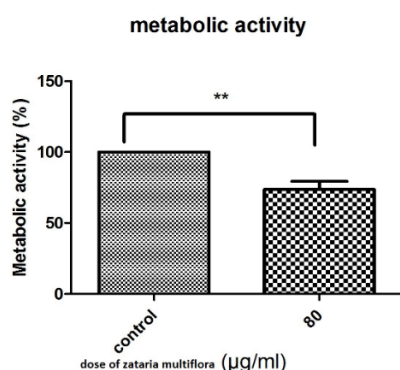 metabolic activity
Metabolic activity (%)
150
100
50
0
**
control
80
dose of zataria multiflora (μg/ml)